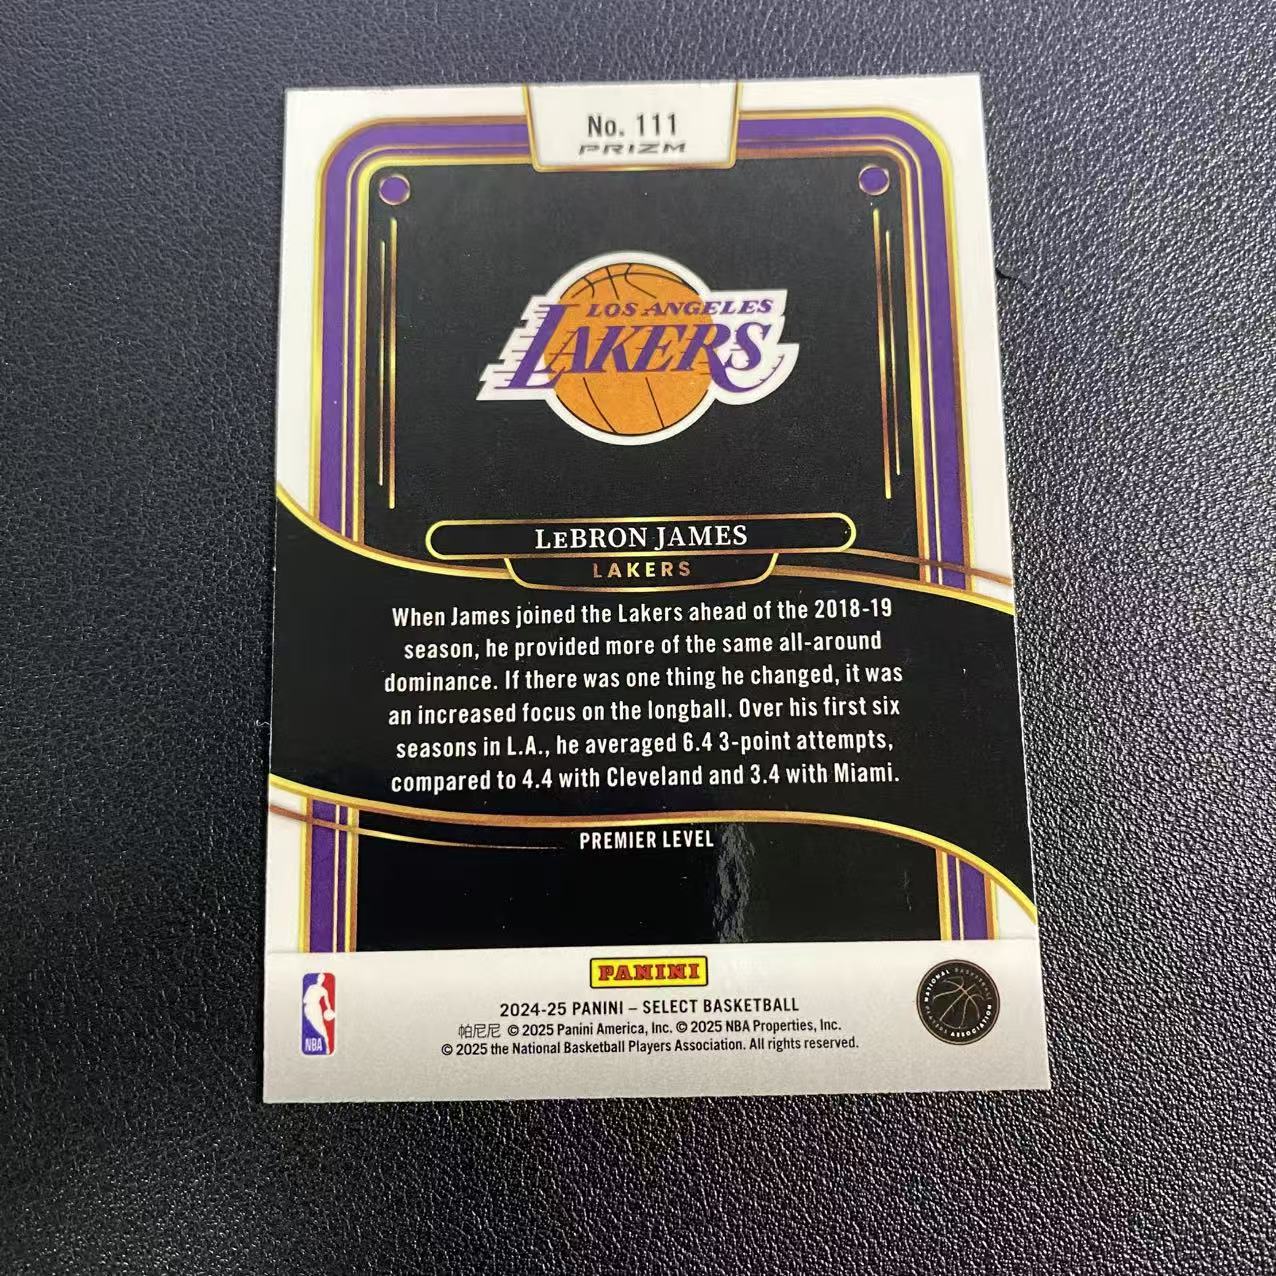 No. 111
PRIZM
LOS ANGELES
LAKERS
LeBRON JAMES
LAKERS
When James joined the Lakers ahead of the 2018-19
season, he provided more of the same all-around
dominance. If there was one thing he changed, it was
an increased focus on the longball. Over his first six
seasons in L.A., he averaged 6.4 3-point attempts,
compared to 4.4 with Cleveland and 3.4 with Miami.
PREMIER LEVEL
PANINI
2024-25 PANINI – SELECT BASKETBALL
帕尼尼 © 2025 Panini America, Inc. © 2025 NBA Properties, Inc.
© 2025 the National Basketball Players Association. All rights reserved.
NBA
NATIONAL BASKETBALL PLAYERS ASSOCIATION